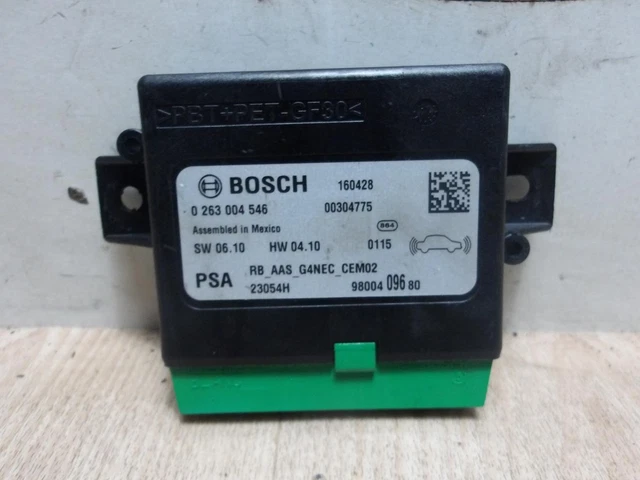 >PBT+PET-GF30<
BOSCH 160428
0 263 004 546 00304775
Assembled in Mexico 864
SW 06.10 HW 04.10 0115
PSA RB_AAS_G4NEC_CEM02
23054H 98004 096 80